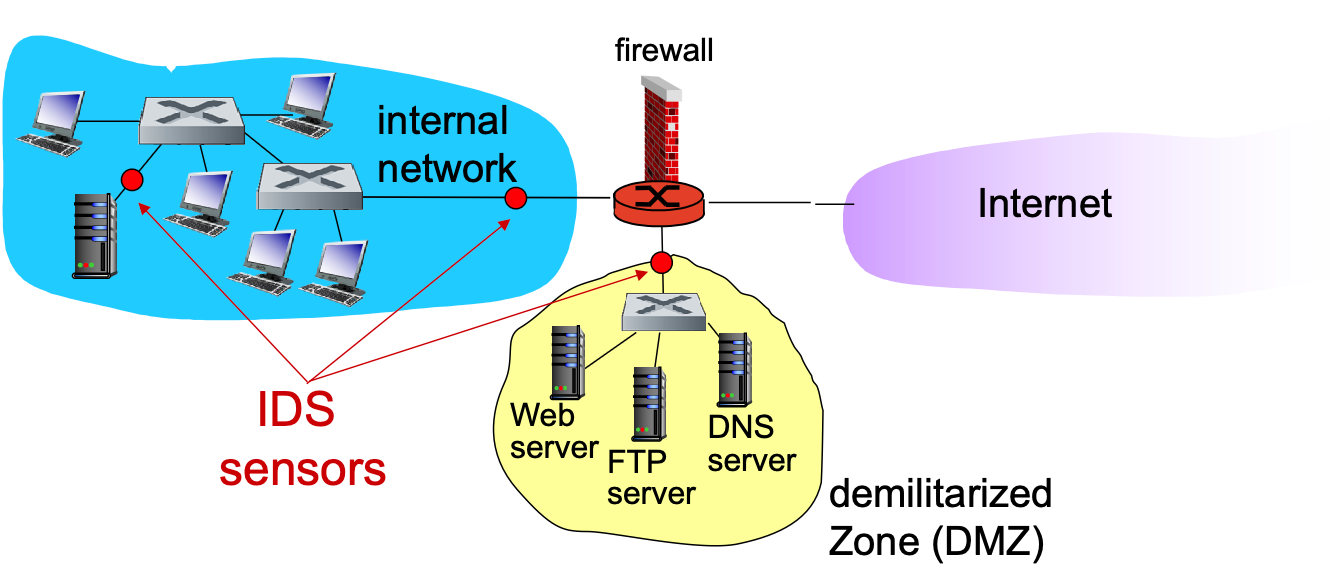 firewall
internal
network
Internet
IDS
sensors
Web
server
FTP
server
DNS
server
demilitarized
Zone (DMZ)